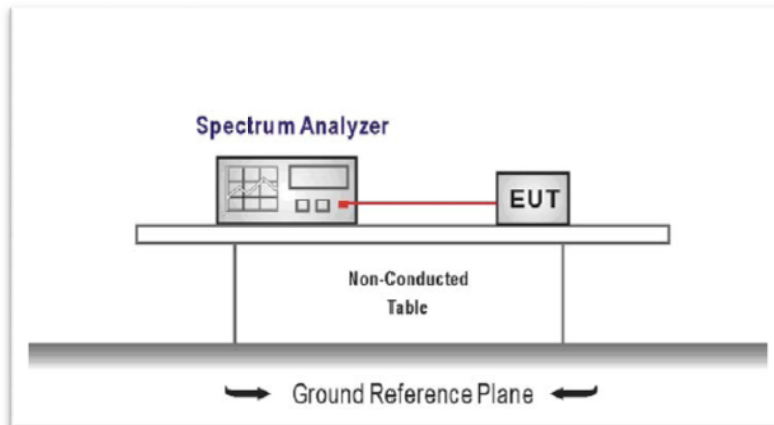 Spectrum Analyzer
EUT
Non-Conducted
Table
Ground Reference Plane